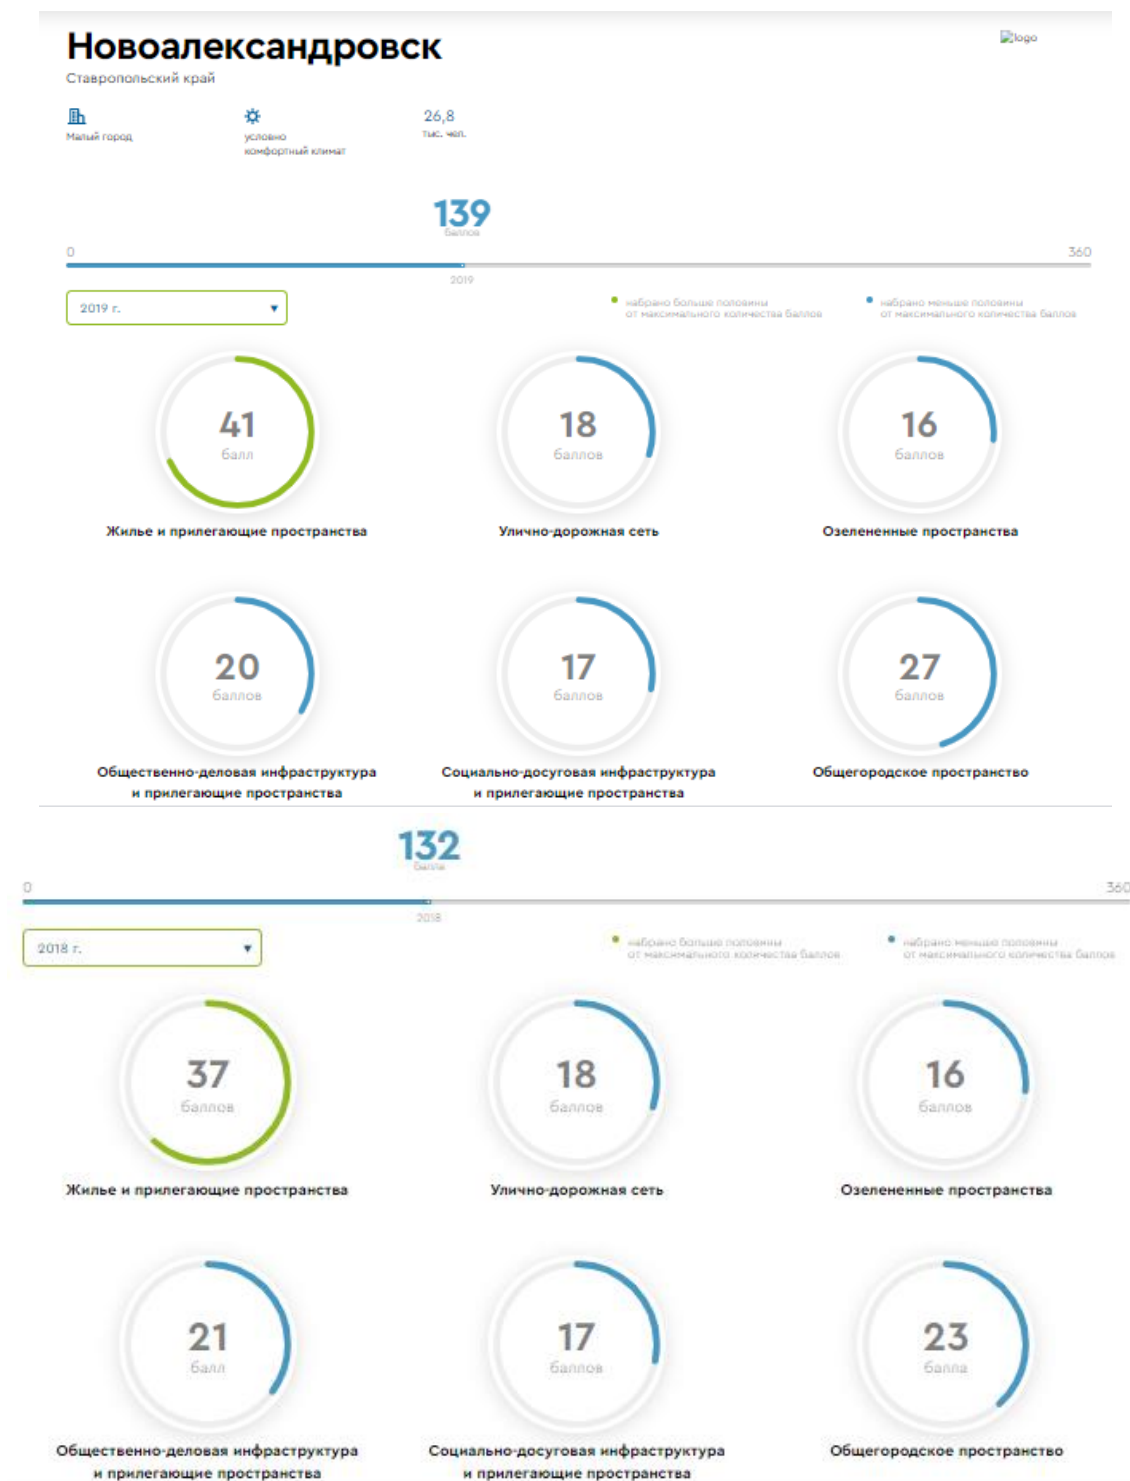 Новоалександровск
logo
Ставропольский край
Малый город
условно
комфортный климат
26,8
тыс. чел.
139
баллов
0
360
2019
2019 г.
набрано больше половины
от максимального количества баллов
набрано меньше половины
от максимального количества баллов
41
балл
18
баллов
16
баллов
Жилье и прилегающие пространства
Улично-дорожная сеть
Озелененные пространства
20
баллов
17
баллов
27
баллов
Общественно-деловая инфраструктура
и прилегающие пространства
Социально-досуговая инфраструктура
и прилегающие пространства
Общегородское пространство
132
балла
0
360
2018
2018 г.
набрано больше половины
от максимального количества баллов
набрано меньше половины
от максимального количества баллов
37
баллов
18
баллов
16
баллов
Жилье и прилегающие пространства
Улично-дорожная сеть
Озелененные пространства
21
балл
17
баллов
23
балла
Общественно-деловая инфраструктура
и прилегающие пространства
Социально-досуговая инфраструктура
и прилегающие пространства
Общегородское пространство